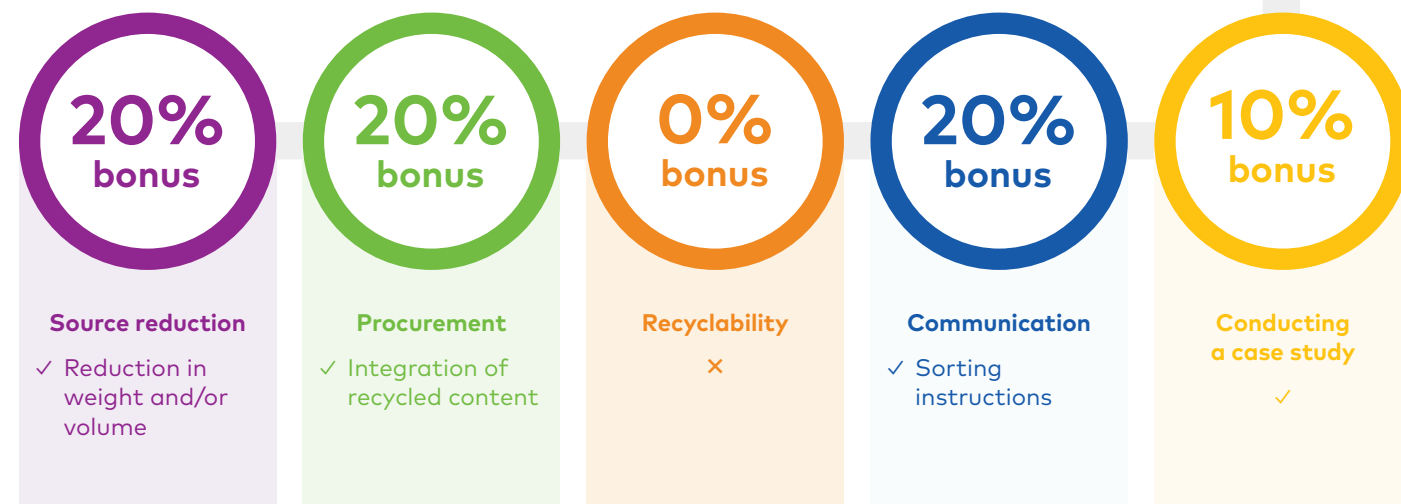 20%
bonus
Source reduction
✓ Reduction in
weight and/or
volume
20%
bonus
Procurement
✓ Integration of
recycled content
0%
bonus
Recyclability
✕
20%
bonus
Communication
✓ Sorting
instructions
10%
bonus
Conducting
a case study
✓